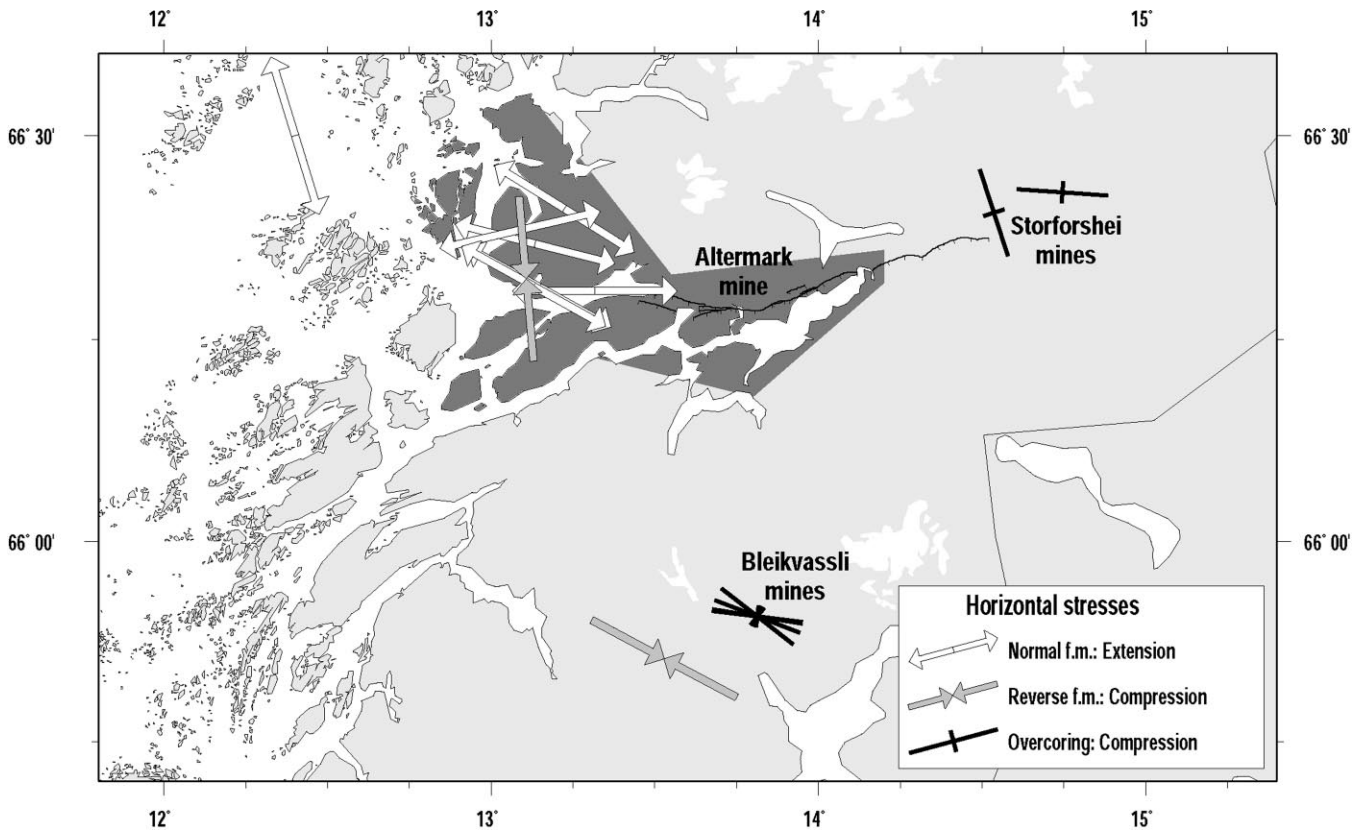 12° 13° 14° 15°
66° 30' 66° 30'
Altermark
mine
Storforshei
mines
66° 00' 66° 00'
Bleikvassli
mines
Horizontal stresses
Normal f.m.: Extension
Reverse f.m.: Compression
Overcoring: Compression
12° 13° 14° 15°